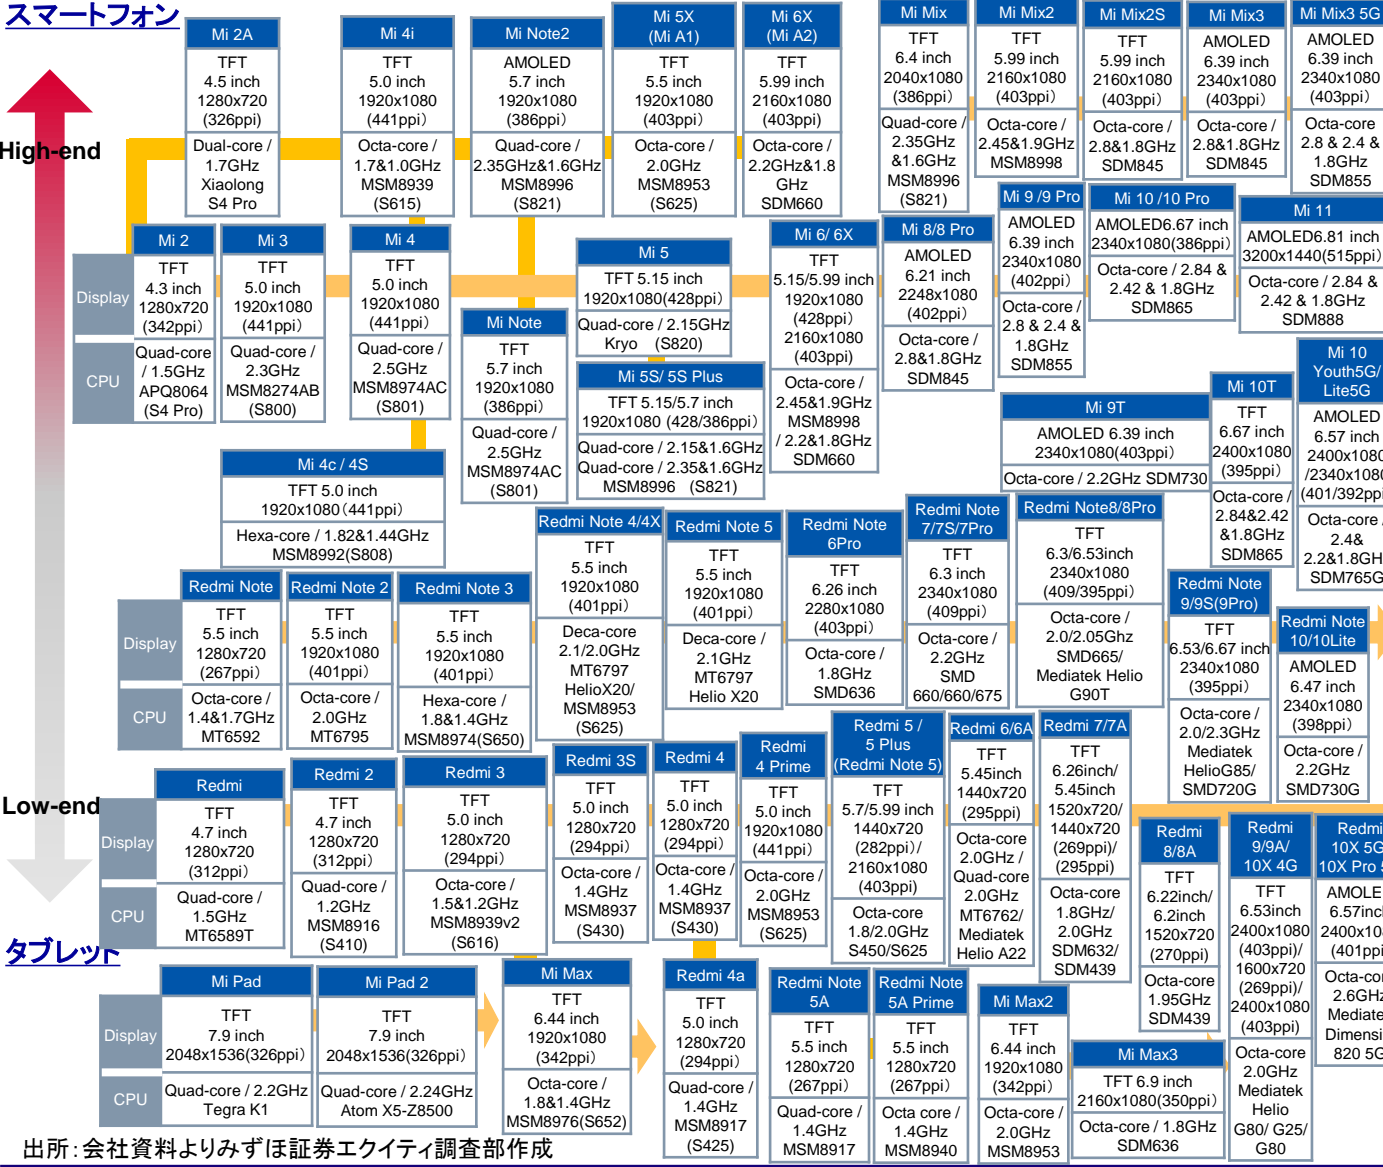 スマートフォン
High-end
Low-end
Mi 2A
TFT
4.5 inch
1280x720
(326ppi)
Dual-core /
1.7GHz
Xiaolong
S4 Pro
Mi 4i
TFT
5.0 inch
1920x1080
(441ppi)
Octa-core /
1.7&1.0GHz
MSM8939
(S615)
Mi Note2
AMOLED
5.7 inch
1920x1080
(386ppi)
Quad-core /
2.35GHz&1.6GHz
MSM8996
(S821)
Mi 5X
(Mi A1)
TFT
5.5 inch
1920x1080
(403ppi)
Octa-core /
2.0GHz
MSM8953
(S625)
Mi 6X
(Mi A2)
TFT
5.99 inch
2160x1080
(403ppi)
Octa-core /
2.2GHz&1.8
GHz
SDM660
Mi Mix
TFT
6.4 inch
2040x1080
(386ppi)
Quad-core /
2.35GHz
&1.6GHz
MSM8996
(S821)
Mi Mix2
TFT
5.99 inch
2160x1080
(403ppi)
Octa-core /
2.45&1.9GHz
MSM8998
Mi Mix2S
TFT
5.99 inch
2160x1080
(403ppi)
Octa-core /
2.8&1.8GHz
SDM845
Mi Mix3
AMOLED
6.39 inch
2340x1080
(403ppi)
Octa-core /
2.8&1.8GHz
SDM845
Mi Mix3 5G
AMOLED
6.39 inch
2340x1080
(403ppi)
Octa-core
2.8 & 2.4 &
1.8GHz
SDM855
Display
CPU
Mi 2
TFT
4.3 inch
1280x720
(342ppi)
Quad-core
/ 1.5GHz
APQ8064
(S4 Pro)
Mi 3
TFT
5.0 inch
1920x1080
(441ppi)
Quad-core /
2.3GHz
MSM8274AB
(S800)
Mi 4
TFT
5.0 inch
1920x1080
(441ppi)
Quad-core /
2.5GHz
MSM8974AC
(S801)
Mi Note
TFT
5.7 inch
1920x1080
(386ppi)
Quad-core /
2.5GHz
MSM8974AC
(S801)
Mi 5
TFT 5.15 inch
1920x1080(428ppi)
Quad-core / 2.15GHz
Kryo (S820)
Mi 5S/ 5S Plus
TFT 5.15/5.7 inch
1920x1080 (428/386ppi)
Quad-core / 2.15&1.6GHz
Quad-core / 2.35&1.6GHz
MSM8996 (S821)
Mi 6/ 6X
TFT
5.15/5.99 inch
1920x1080
(428ppi)
2160x1080
(403ppi)
Octa-core /
2.45&1.9GHz
MSM8998
/ 2.2&1.8GHz
SDM660
Mi 8/8 Pro
AMOLED
6.21 inch
2248x1080
(402ppi)
Octa-core /
2.8&1.8GHz
SDM845
Mi 9 /9 Pro
AMOLED
6.39 inch
2340x1080
(402ppi)
Octa-core /
2.8 & 2.4 &
1.8GHz
SDM855
Mi 10 /10 Pro
AMOLED6.67 inch
2340x1080(386ppi)
Octa-core / 2.84 &
2.42 & 1.8GHz
SDM865
Mi 11
AMOLED6.81 inch
3200x1440(515ppi)
Octa-core / 2.84 &
2.42 & 1.8GHz
SDM888
Mi 4c / 4S
TFT 5.0 inch
1920x1080(441ppi)
Hexa-core / 1.82&1.44GHz
MSM8992(S808)
Mi 9T
AMOLED 6.39 inch
2340x1080(403ppi)
Octa-core / 2.2GHz SDM730
Mi 10T
TFT
6.67 inch
2400x1080
(395ppi)
Octa-core /
2.84&2.42
&1.8GHz
SDM865
Mi 10
Youth5G/
Lite5G
AMOLED
6.57 inch
2400x1080
/2340x1080
(401/392ppi)
Octa-core /
2.4&
2.2&1.8GHz
SDM765G
Display
CPU
Redmi Note
TFT
5.5 inch
1280x720
(267ppi)
Octa-core /
1.4&1.7GHz
MT6592
Redmi Note 2
TFT
5.5 inch
1920x1080
(401ppi)
Octa-core /
2.0GHz
MT6795
Redmi Note 3
TFT
5.5 inch
1920x1080
(401ppi)
Hexa-core /
1.8&1.4GHz
MSM8974(S650)
Redmi Note 4/4X
TFT
5.5 inch
1920x1080
(401ppi)
Deca-core
2.1/2.0GHz
MT6797
HelioX20/
MSM8953
(S625)
Redmi Note 5
TFT
5.5 inch
1920x1080
(401ppi)
Deca-core /
2.1GHz
MT6797
Helio X20
Redmi Note
6Pro
TFT
6.26 inch
2280x1080
(403ppi)
Octa-core /
1.8GHz
SMD636
Redmi Note
7/7S/7Pro
TFT
6.3 inch
2340x1080
(409ppi)
Octa-core /
2.2GHz
SMD
660/660/675
Redmi Note8/8Pro
TFT
6.3/6.53inch
2340x1080
(409/395ppi)
Octa-core /
2.0/2.05Ghz
SMD665/
Mediatek Helio
G90T
Redmi Note
9/9S(9Pro)
TFT
6.53/6.67 inch
2340x1080
(395ppi)
Octa-core /
2.0/2.3GHz
Mediatek
HelioG85/
SMD720G
Redmi Note
10/10Lite
AMOLED
6.47 inch
2340x1080
(398ppi)
Octa-core /
2.2GHz
SMD730G
Display
CPU
Redmi
TFT
4.7 inch
1280x720
(312ppi)
Quad-core /
1.5GHz
MT6589T
Redmi 2
TFT
4.7 inch
1280x720
(312ppi)
Quad-core /
1.2GHz
MSM8916
(S410)
Redmi 3
TFT
5.0 inch
1280x720
(294ppi)
Octa-core /
1.5&1.2GHz
MSM8939v2
(S616)
Redmi 3S
TFT
5.0 inch
1280x720
(294ppi)
Octa-core /
1.4GHz
MSM8937
(S430)
Redmi 4
TFT
5.0 inch
1280x720
(294ppi)
Octa-core /
1.4GHz
MSM8937
(S430)
Redmi
4 Prime
TFT
5.0 inch
1920x1080
(441ppi)
Octa-core /
2.0GHz
MSM8953
(S625)
Redmi 5 /
5 Plus
(Redmi Note 5)
TFT
5.7/5.99 inch
1440x720
(282ppi)/
2160x1080
(403ppi)
Octa-core
1.8/2.0GHz
S450/S625
Redmi 6/6A
TFT
5.45inch
1440x720
(295ppi)
Octa-core
2.0GHz /
Quad-core
2.0GHz
MT6762/
Mediatek
Helio A22
Redmi 7/7A
TFT
6.26inch/
5.45inch
1520x720/
1440x720
(269ppi)/
(295ppi)
Octa-core
1.8GHz/
2.0GHz
SDM632/
SDM439
Redmi
8/8A
TFT
6.22inch/
6.2inch
1520x720
(270ppi)
Octa-core
1.95GHz
SDM439
Redmi
9/9A/
10X 4G
TFT
6.53inch
2400x1080
(403ppi)/
1600x720
(269ppi)/
2400x1080
(403ppi)
Octa-core
2.0GHz
Mediatek
Helio
G80/ G25/
G80
Redmi
10X 5G
10X Pro 5
AMOLE
6.57inch
2400x108
(401ppi)
Octa-cor
2.6GHz
Mediate
Dimensi
820 5G
タブレット
Display
CPU
Mi Pad
TFT
7.9 inch
2048x1536(326ppi)
Quad-core / 2.2GHz
Tegra K1
Mi Pad 2
TFT
7.9 inch
2048x1536(326ppi)
Quad-core / 2.24GHz
Atom X5-Z8500
Mi Max
TFT
6.44 inch
1920x1080
(342ppi)
Octa-core /
1.8&1.4GHz
MSM8976(S652)
Redmi 4a
TFT
5.0 inch
1280x720
(294ppi)
Quad-core /
1.4GHz
MSM8917
(S425)
Redmi Note
5A
TFT
5.5 inch
1280x720
(267ppi)
Quad-core /
1.4GHz
MSM8917
Redmi Note
5A Prime
TFT
5.5 inch
1280x720
(267ppi)
Octa core /
1.4GHz
MSM8940
Mi Max2
TFT
6.44 inch
1920x1080
(342ppi)
Octa-core /
2.0GHz
MSM8953
Mi Max3
TFT 6.9 inch
2160x1080(350ppi)
Octa-core / 1.8GHz
SDM636
出所：会社資料よりみずほ証券エクイティ調査部作成